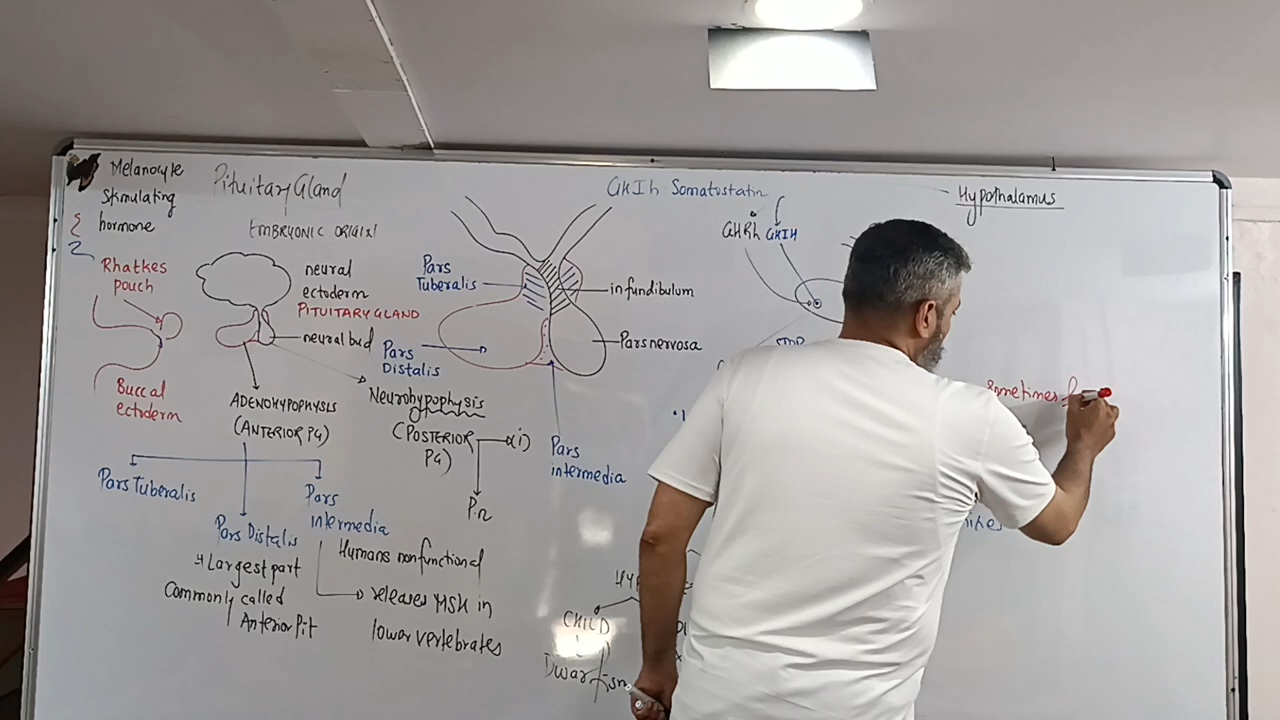 Melanocyte
Stimulating
hormone
Pituitary Gland
EMBRYONIC ORIGIN
Rhatkes
pouch
Buccal
ectoderm
neural
ectoderm
PITUITARY GLAND
neural bud
ADENOHYPOPHYSIS
(ANTERIOR PG)
Neurohypophysis
(POSTERIOR
PG)
(i)
P.n
Pars Tuberalis
Pars Distalis
Pars
Intermedia
Largest part
Commonly called
Anterior Pit
Humans nonfunctional
releases MSH in
lower vertebrates
Pars
Tuberalis
Pars
Distalis
infundibulum
Pars nervosa
Pars
intermedia
GHIh Somatostatin
GHRh GHIH
Hypothalamus
Sometimes
CHILD
Dwarfism